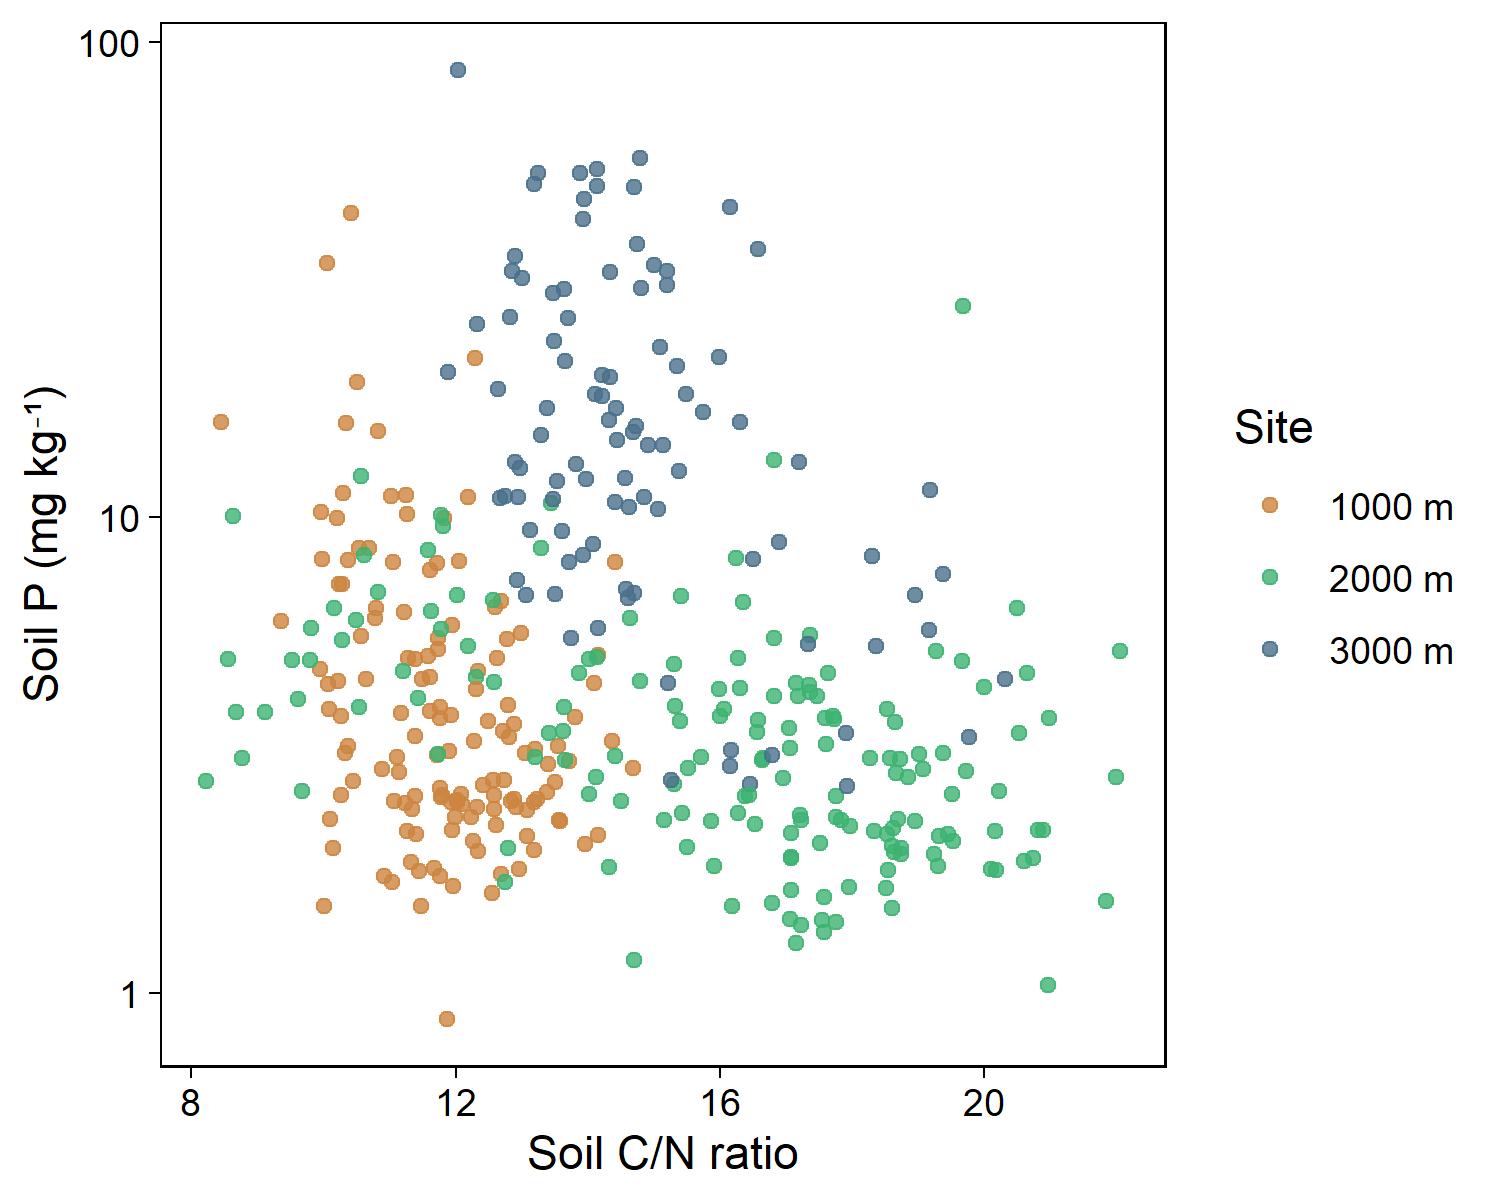 100
10
1
Soil P (mg kg⁻¹)
8 12 16 20
Soil C/N ratio
Site
1000 m
2000 m
3000 m